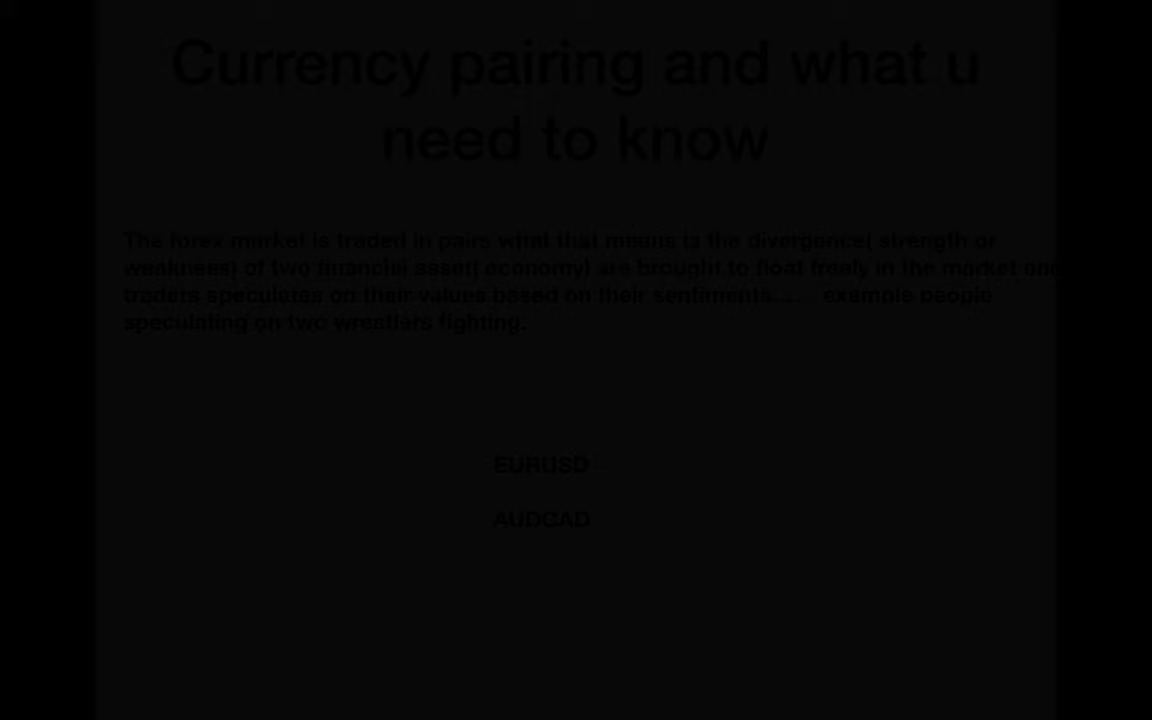 Currency pairing and what u
need to know
The forex market is traded in pairs what that means is the divergence( strength or
weakness) of two financial asset( economy) are brought to float freely in the market and
traders speculates on their values based on their sentiments..... example people
speculating on two wrestlers fighting.
EURUSD
AUDCAD